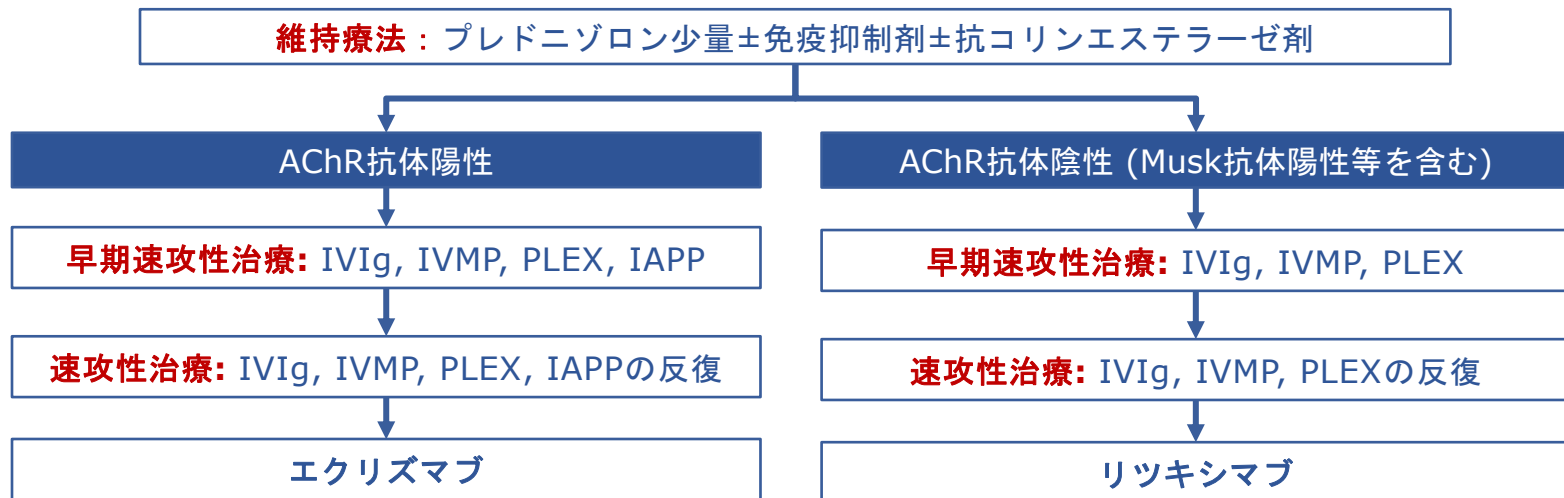 維持療法：プレドニゾロン少量±免疫抑制剤±抗コリンエステラーゼ剤
AChR抗体陽性
早期速攻性治療: IVIg, IVMP, PLEX, IAPP
速攻性治療: IVIg, IVMP, PLEX, IAPPの反復
エクリズマブ
AChR抗体陰性 (Musk抗体陽性等を含む)
早期速攻性治療: IVIg, IVMP, PLEX
速攻性治療: IVIg, IVMP, PLEXの反復
リツキシマブ